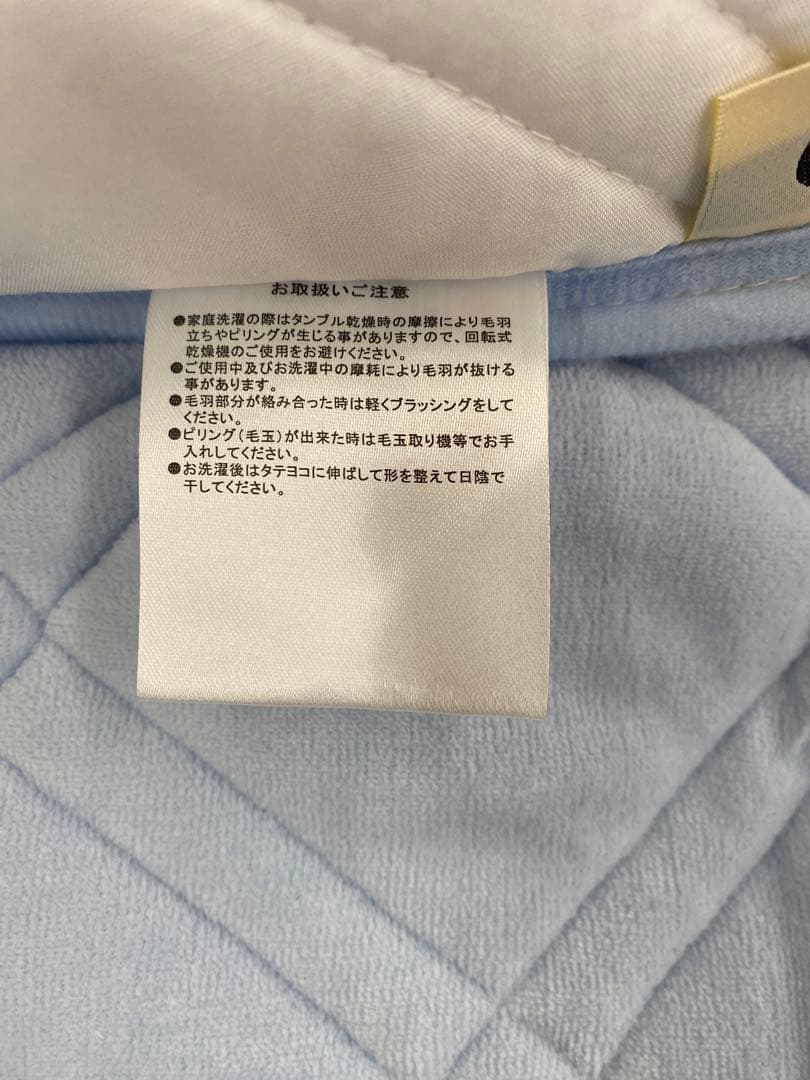 お取扱いご注意
●家庭洗濯の際はタンブル乾燥時の摩擦により毛羽
立ちやピリングが生じる事がありますので、回転式
乾燥機のご使用をお避けください。
●ご使用中及びお洗濯中の摩耗により毛羽が抜ける
事があります。
●毛羽部分が絡み合った時は軽くブラッシングをして
ください。
●ピリング(毛玉)が出来た時は毛玉取り機等でお手
入れしてください。
●お洗濯後はタテヨコに伸ばして形を整えて日陰で
干してください。